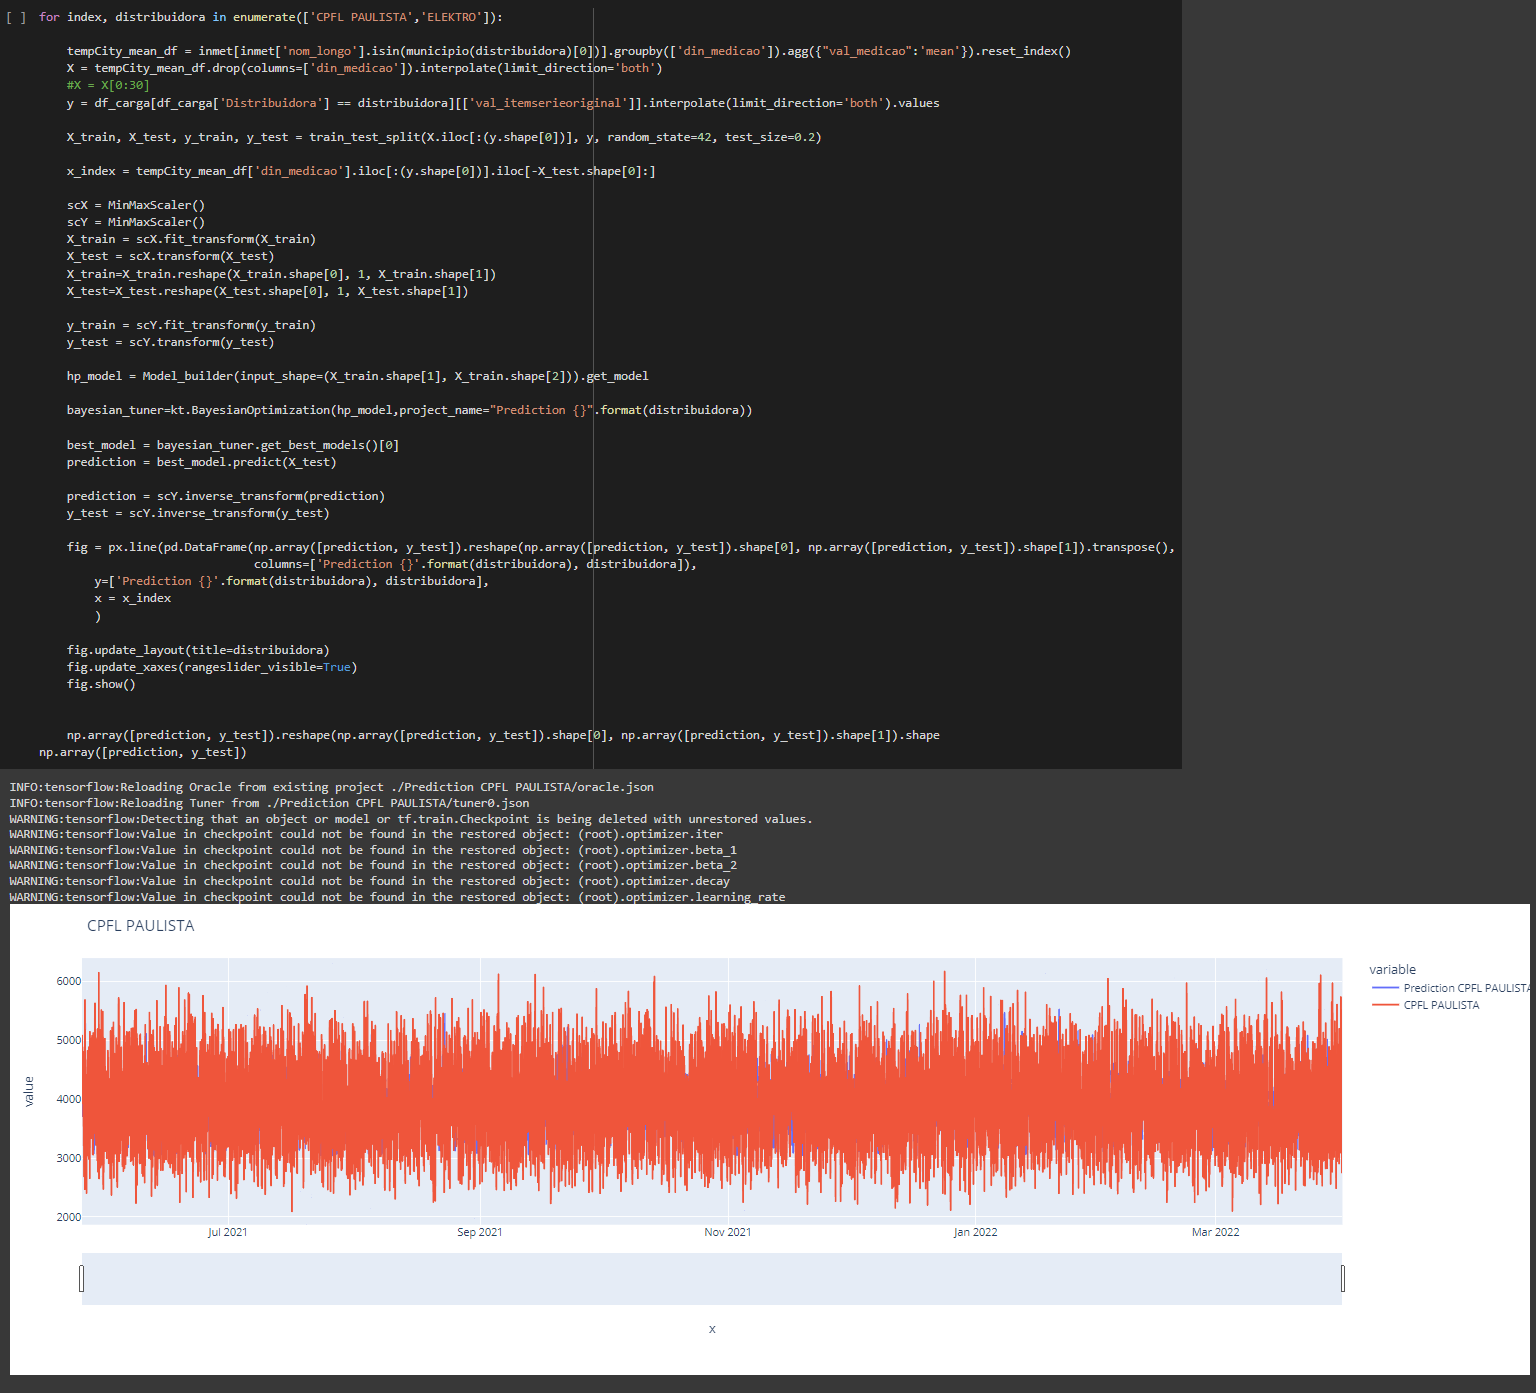 [ ] for index, distribuidora in enumerate(['CPFL PAULISTA','ELEKTRO']):
tempCity_mean_df = inmet[inmet['nom_longo'].isin(municipio(distribuidora)[0])].groupby(['din_medicao']).agg({"val_medicao":'mean'}).reset_index()
X = tempCity_mean_df.drop(columns=['din_medicao']).interpolate(limit_direction='both')
#X = X[0:30]
y = df_carga[df_carga['Distribuidora'] == distribuidora][['val_itemserieoriginal']].interpolate(limit_direction='both').values
X_train, X_test, y_train, y_test = train_test_split(X.iloc[:(y.shape[0])], y, random_state=42, test_size=0.2)
x_index = tempCity_mean_df['din_medicao'].iloc[:(y.shape[0])].iloc[-X_test.shape[0]:]
scX = MinMaxScaler()
scY = MinMaxScaler()
X_train = scX.fit_transform(X_train)
X_test = scX.transform(X_test)
X_train=X_train.reshape(X_train.shape[0], 1, X_train.shape[1])
X_test=X_test.reshape(X_test.shape[0], 1, X_test.shape[1])
y_train = scY.fit_transform(y_train)
y_test = scY.transform(y_test)
hp_model = Model_builder(input_shape=(X_train.shape[1], X_train.shape[2])).get_model
bayesian_tuner=kt.BayesianOptimization(hp_model,project_name="Prediction {}".format(distribuidora))
best_model = bayesian_tuner.get_best_models()[0]
prediction = best_model.predict(X_test)
prediction = scY.inverse_transform(prediction)
y_test = scY.inverse_transform(y_test)
fig = px.line(pd.DataFrame(np.array([prediction, y_test]).reshape(np.array([prediction, y_test]).shape[0], np.array([prediction, y_test]).shape[1]).transpose(),
columns=['Prediction {}'.format(distribuidora), distribuidora]),
y=['Prediction {}'.format(distribuidora), distribuidora],
x = x_index
)
fig.update_layout(title=distribuidora)
fig.update_xaxes(rangeslider_visible=True)
fig.show()
np.array([prediction, y_test]).reshape(np.array([prediction, y_test]).shape[0], np.array([prediction, y_test]).shape[1]).shape
np.array([prediction, y_test])
INFO:tensorflow:Reloading Oracle from existing project ./Prediction CPFL PAULISTA/oracle.json
INFO:tensorflow:Reloading Tuner from ./Prediction CPFL PAULISTA/tuner0.json
WARNING:tensorflow:Detecting that an object or model or tf.train.Checkpoint is being deleted with unrestored values.
WARNING:tensorflow:Value in checkpoint could not be found in the restored object: (root).optimizer.iter
WARNING:tensorflow:Value in checkpoint could not be found in the restored object: (root).optimizer.beta_1
WARNING:tensorflow:Value in checkpoint could not be found in the restored object: (root).optimizer.beta_2
WARNING:tensorflow:Value in checkpoint could not be found in the restored object: (root).optimizer.decay
WARNING:tensorflow:Value in checkpoint could not be found in the restored object: (root).optimizer.learning_rate
CPFL PAULISTA
variable
Prediction CPFL PAULISTA
CPFL PAULISTA
6000
5000
4000
3000
2000
value
Jul 2021
Sep 2021
Nov 2021
Jan 2022
Mar 2022
x